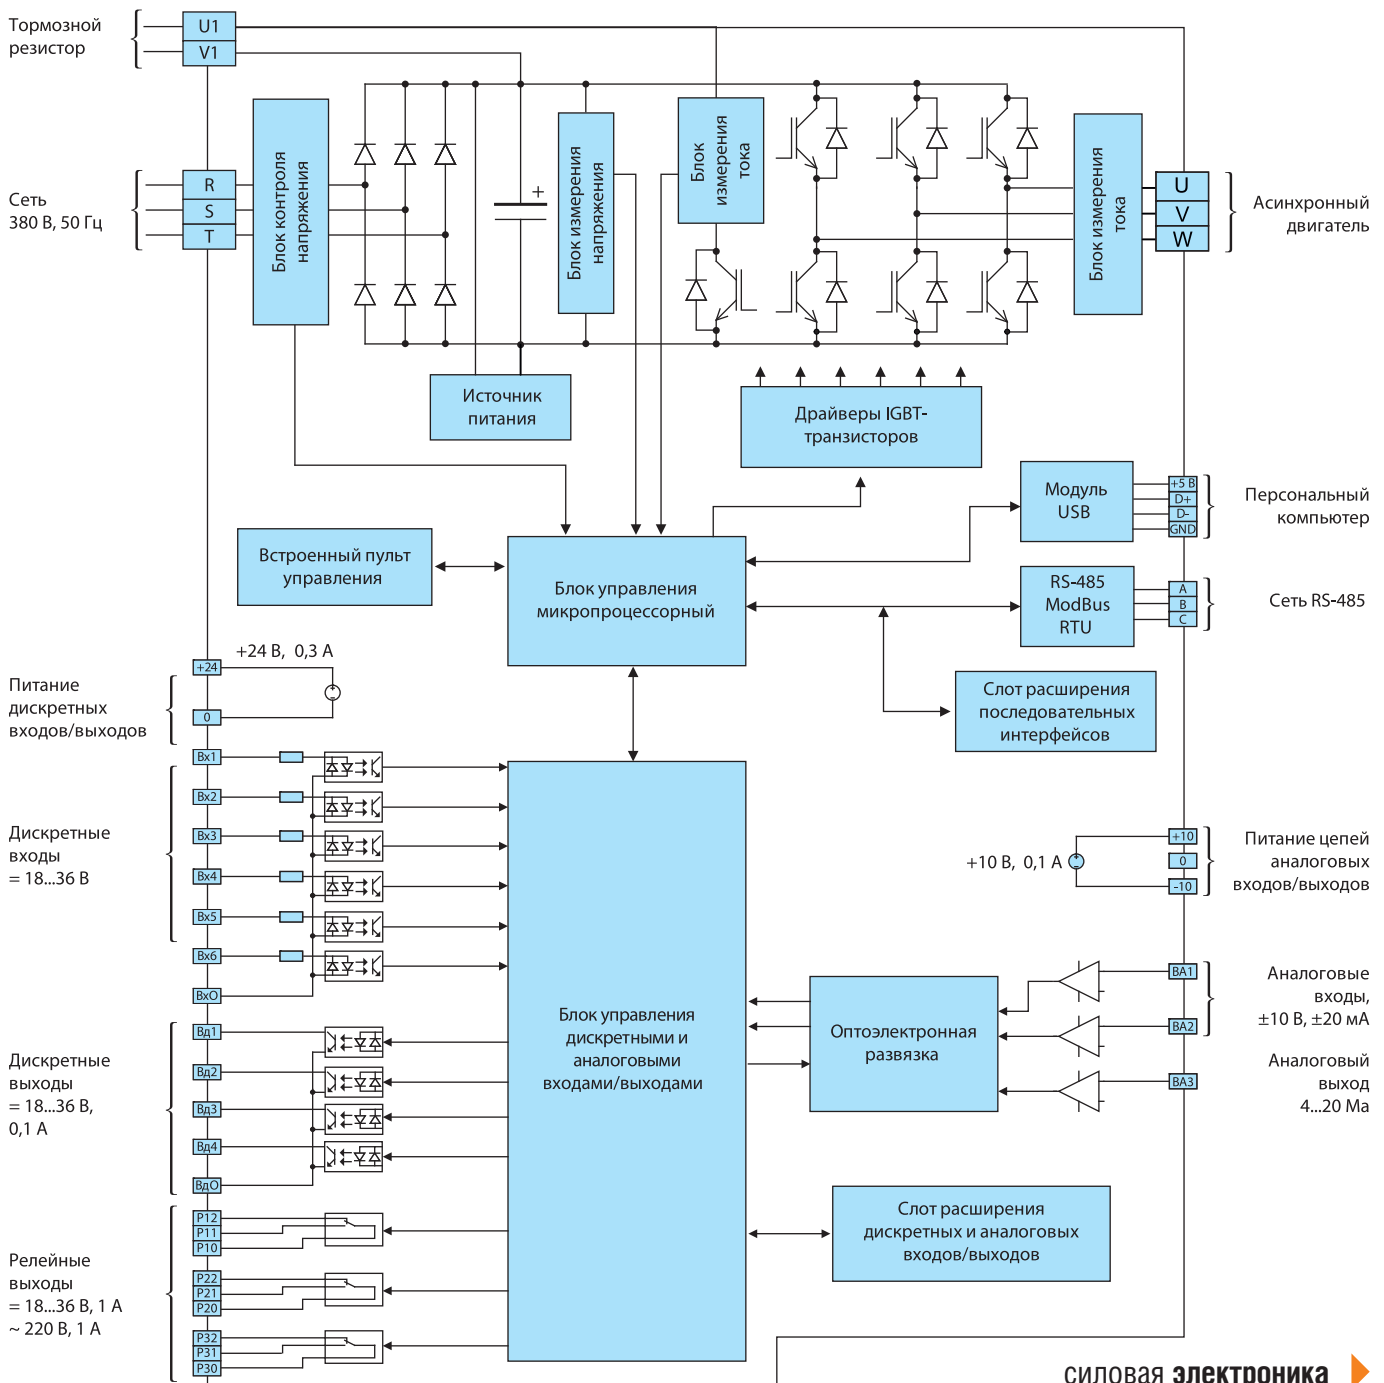 Тормозной
резистор
U1
V1
Сеть
380 В, 50 Гц
R
S
T
Блок контроля
напряжения
+
Блок измерения
напряжения
Блок
измерения
тока
Блок измерения
тока
U
V
W
Асинхронный
двигатель
Источник
питания
Драйверы IGBT-
транзисторов
Модуль
USB
+5 В
D+
D-
GND
Персональный
компьютер
Встроенный пульт
управления
Блок управления
микропроцессорный
RS-485
ModBus
RTU
A
B
C
Сеть RS-485
Слот расширения
последовательных
интерфейсов
+24 В, 0,3 А
+24
0
Питание
дискретных
входов/выходов
Вх1
Вх2
Вх3
Вх4
Вх5
Вх6
ВхО
Дискретные
входы
= 18...36 В
+10 В, 0,1 А
+10
0
-10
Питание цепей
аналоговых
входов/выходов
Блок управления
дискретными и
аналоговыми
входами/выходами
Оптоэлектронная
развязка
ВА1
ВА2
ВА3
Аналоговые
входы,
±10 В, ±20 мА
Аналоговый
выход
4...20 Ма
Вд1
Вд2
Вд3
Вд4
ВдО
Дискретные
выходы
= 18...36 В,
0,1 А
Слот расширения
дискретных и аналоговых
входов/выходов
Р12
Р11
Р10
Р22
Р21
Р20
Р32
Р31
Р30
Релейные
выходы
= 18...36 В, 1 А
~ 220 В, 1 А
силовая электроника